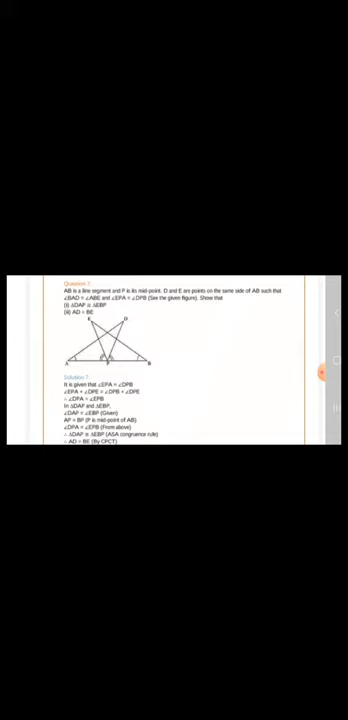 Question 7:
AB is a line segment and P is its mid-point. D and E are points on the same side of AB such that
∠BAD = ∠ABE and ∠EPA = ∠DPB (See the given figure). Show that
(i) ΔDAP ≅ ΔEBP
(ii) AD = BE
E D
A P B
Solution 7:
It is given that ∠EPA = ∠DPB
∠EPA + ∠DPE = ∠DPB + ∠DPE
∴ ∠DPA = ∠EPB
In ΔDAP and ΔEBP,
∠DAP = ∠EBP (Given)
AP = BP (P is mid-point of AB)
∠DPA = ∠EPB (From above)
∴ ΔDAP ≅ ΔEBP (ASA congruence rule)
∴ AD = BE (By CPCT)